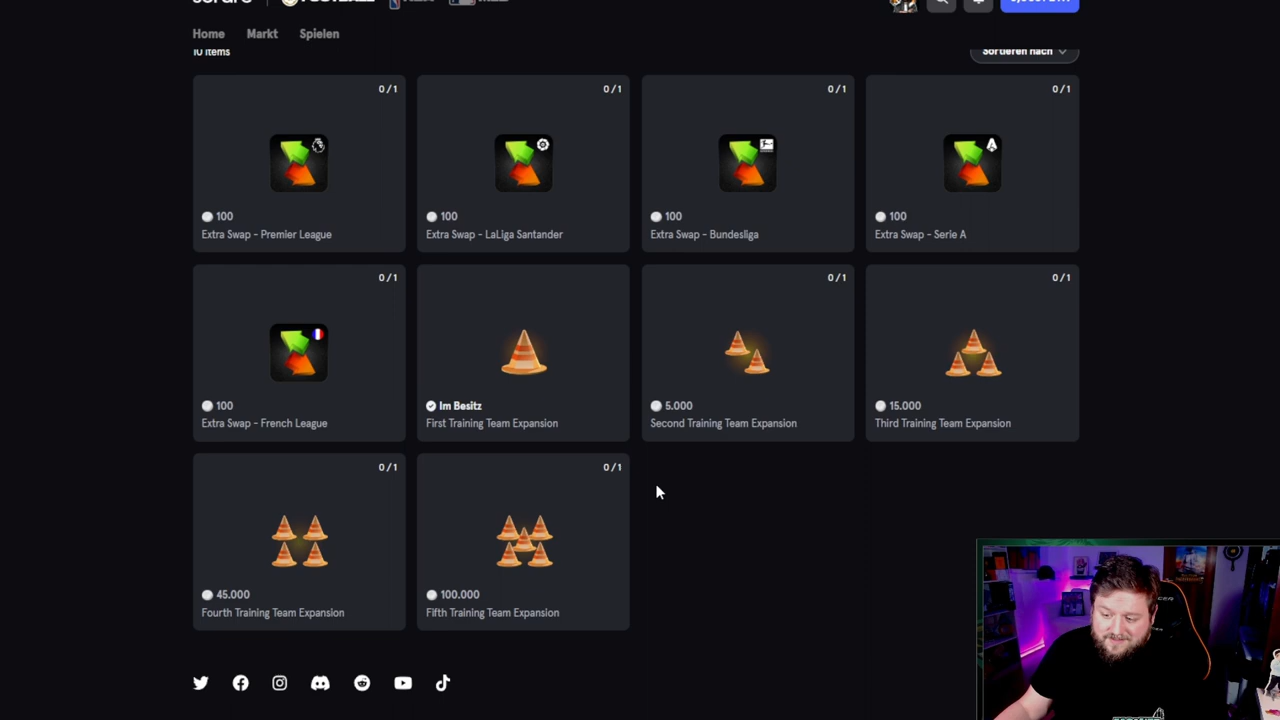 Home Markt Spielen
10 items Sortieren nach
0/1 0/1 0/1 0/1
100 100 100 100
Extra Swap - Premier League Extra Swap - LaLiga Santander Extra Swap - Bundesliga Extra Swap - Serie A
0/1 0/1 0/1
100 Im Besitz 5.000 15.000
Extra Swap - French League First Training Team Expansion Second Training Team Expansion Third Training Team Expansion
0/1 0/1
45.000 100.000
Fourth Training Team Expansion Fifth Training Team Expansion